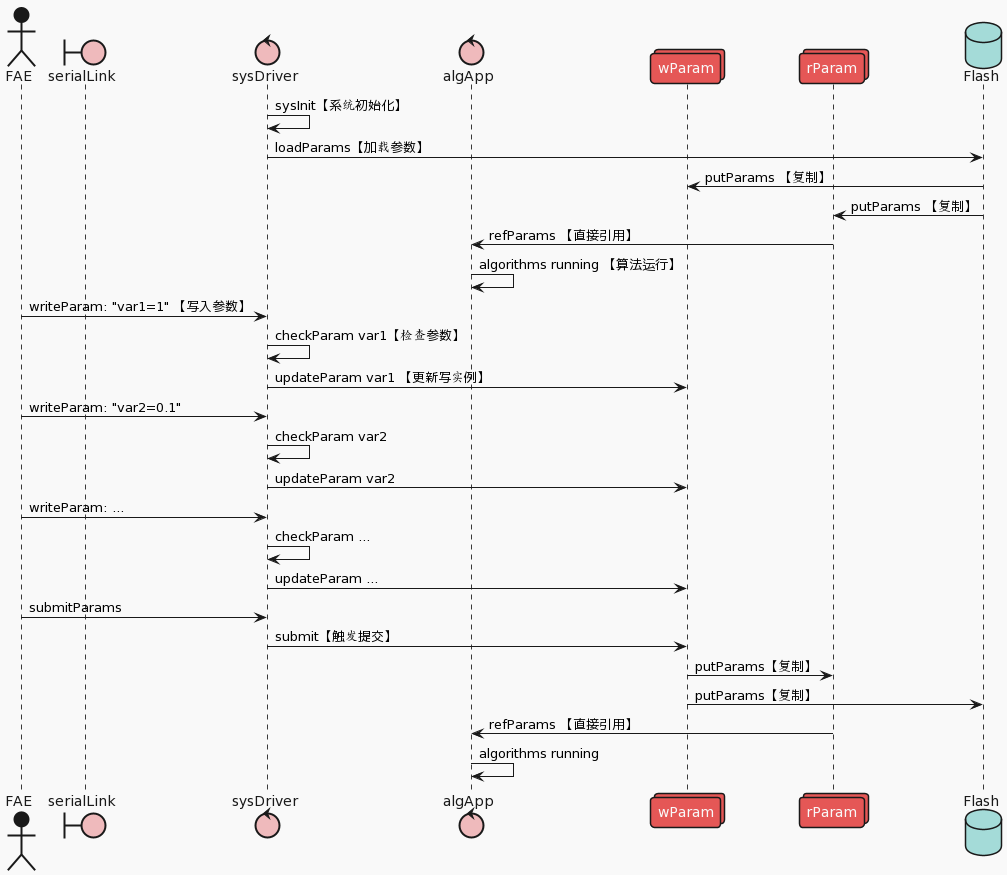 FAE
serialLink
sysDriver
algApp
wParam
rParam
Flash
sysInit【系统初始化】
loadParams【加载参数】
putParams 【复制】
putParams 【复制】
refParams 【直接引用】
algorithms running 【算法运行】
writeParam: "var1=1" 【写入参数】
checkParam var1【检查参数】
updateParam var1 【更新写实例】
writeParam: "var2=0.1"
checkParam var2
updateParam var2
writeParam: ...
checkParam ...
updateParam ...
submitParams
submit【触发提交】
putParams【复制】
putParams【复制】
refParams 【直接引用】
algorithms running
FAE
serialLink
sysDriver
algApp
wParam
rParam
Flash